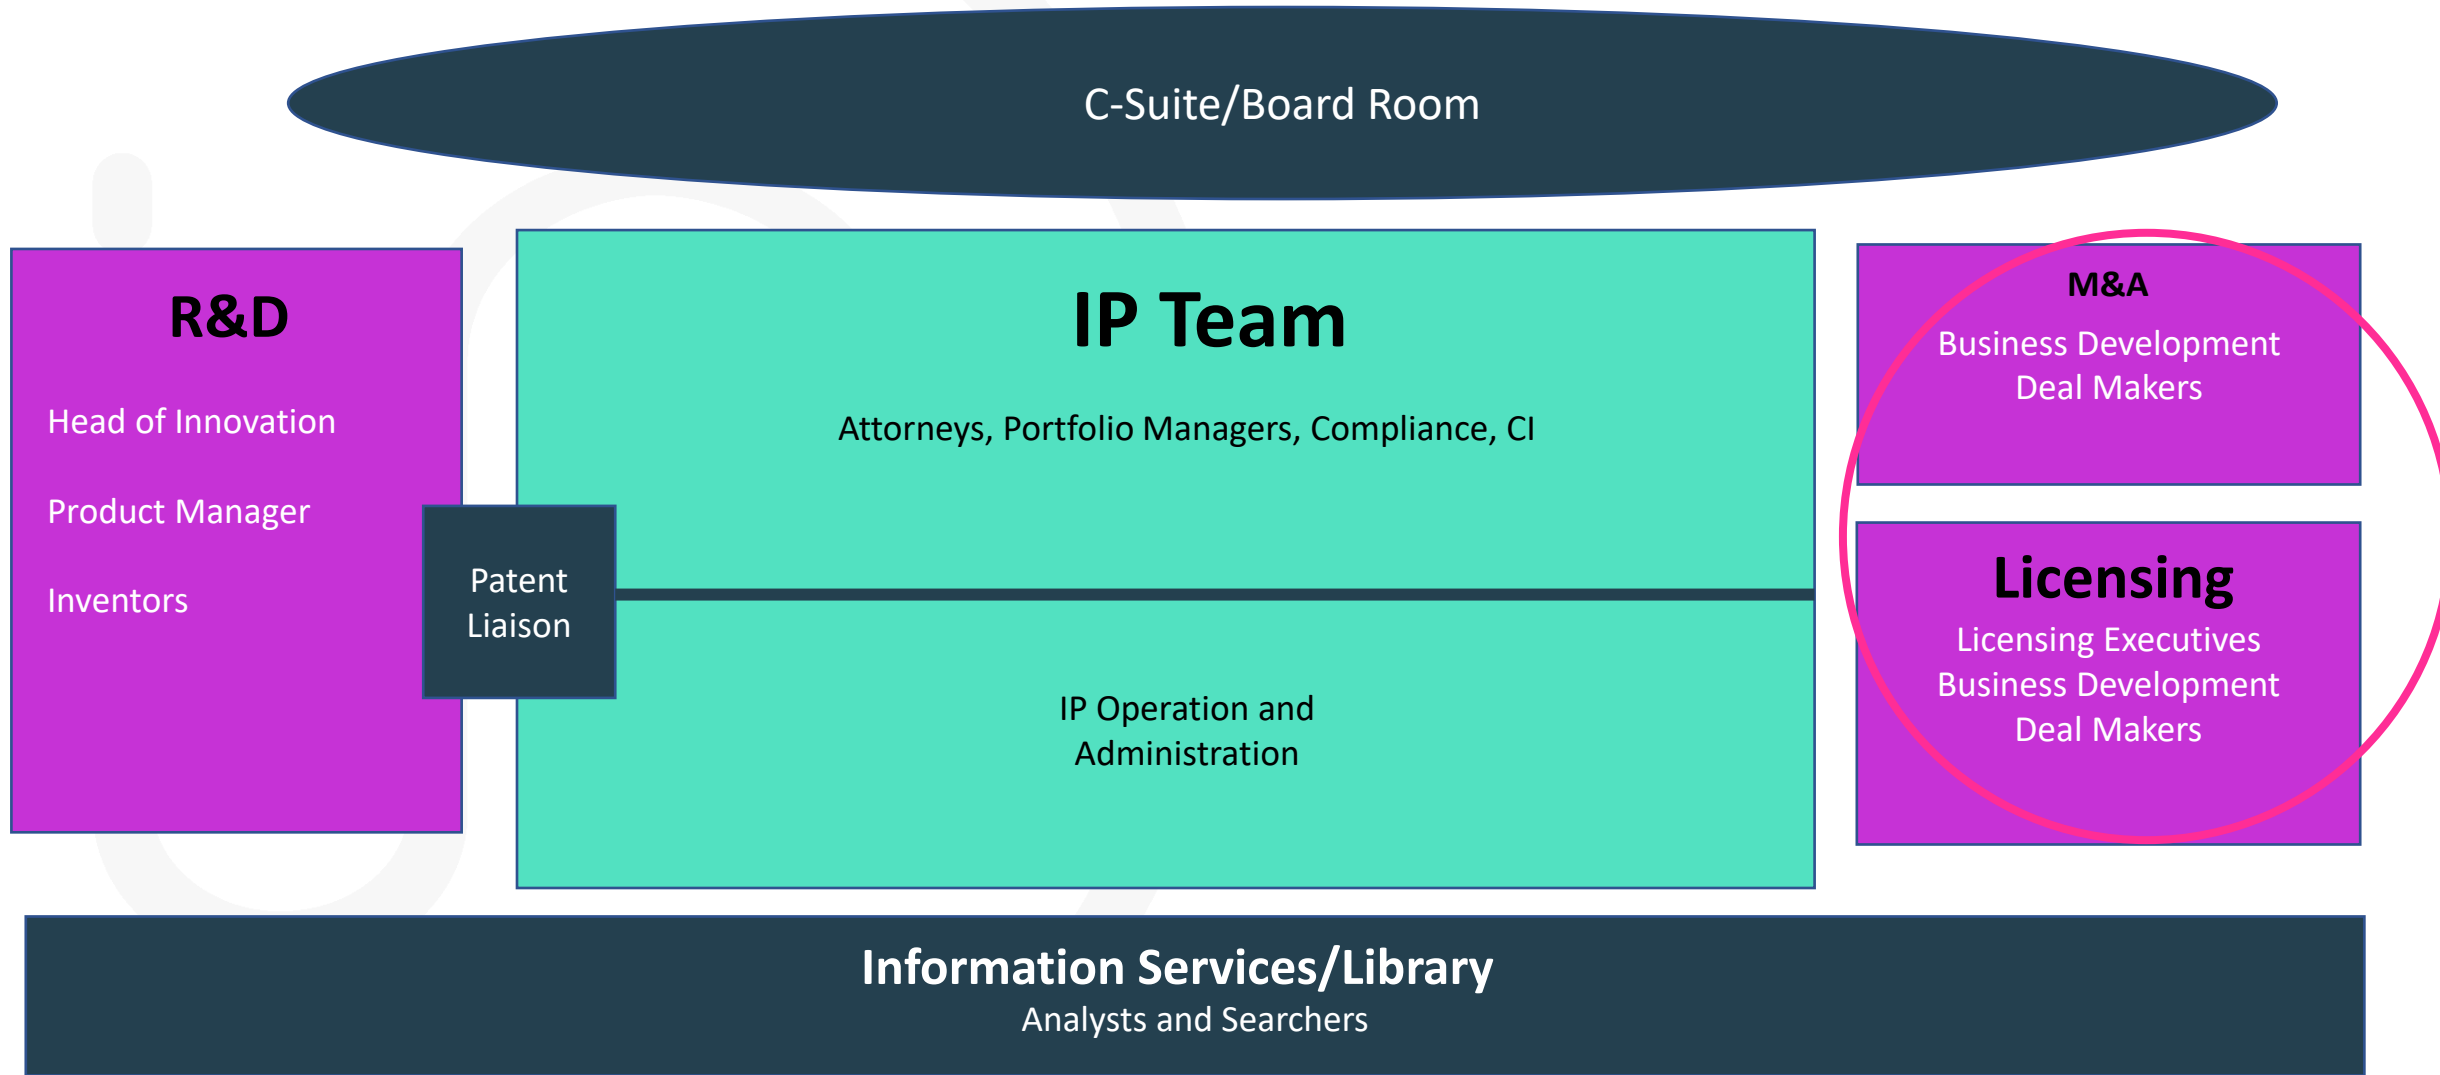 C-Suite/Board Room
R&D
Head of Innovation
Product Manager
Inventors
Patent
Liaison
IP Team
Attorneys, Portfolio Managers, Compliance, CI
IP Operation and
Administration
M&A
Business Development
Deal Makers
Licensing
Licensing Executives
Business Development
Deal Makers
Information Services/Library
Analysts and Searchers